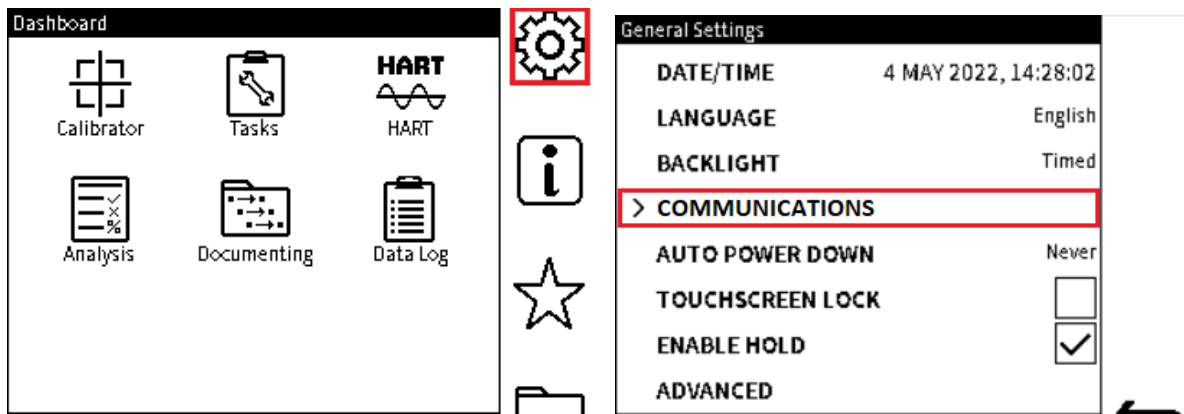 Dashboard
HART
Calibrator Tasks HART
Analysis Documenting Data Log
General Settings
DATE/TIME 4 MAY 2022, 14:28:02
LANGUAGE English
BACKLIGHT Timed
> COMMUNICATIONS
AUTO POWER DOWN Never
TOUCHSCREEN LOCK
ENABLE HOLD
ADVANCED